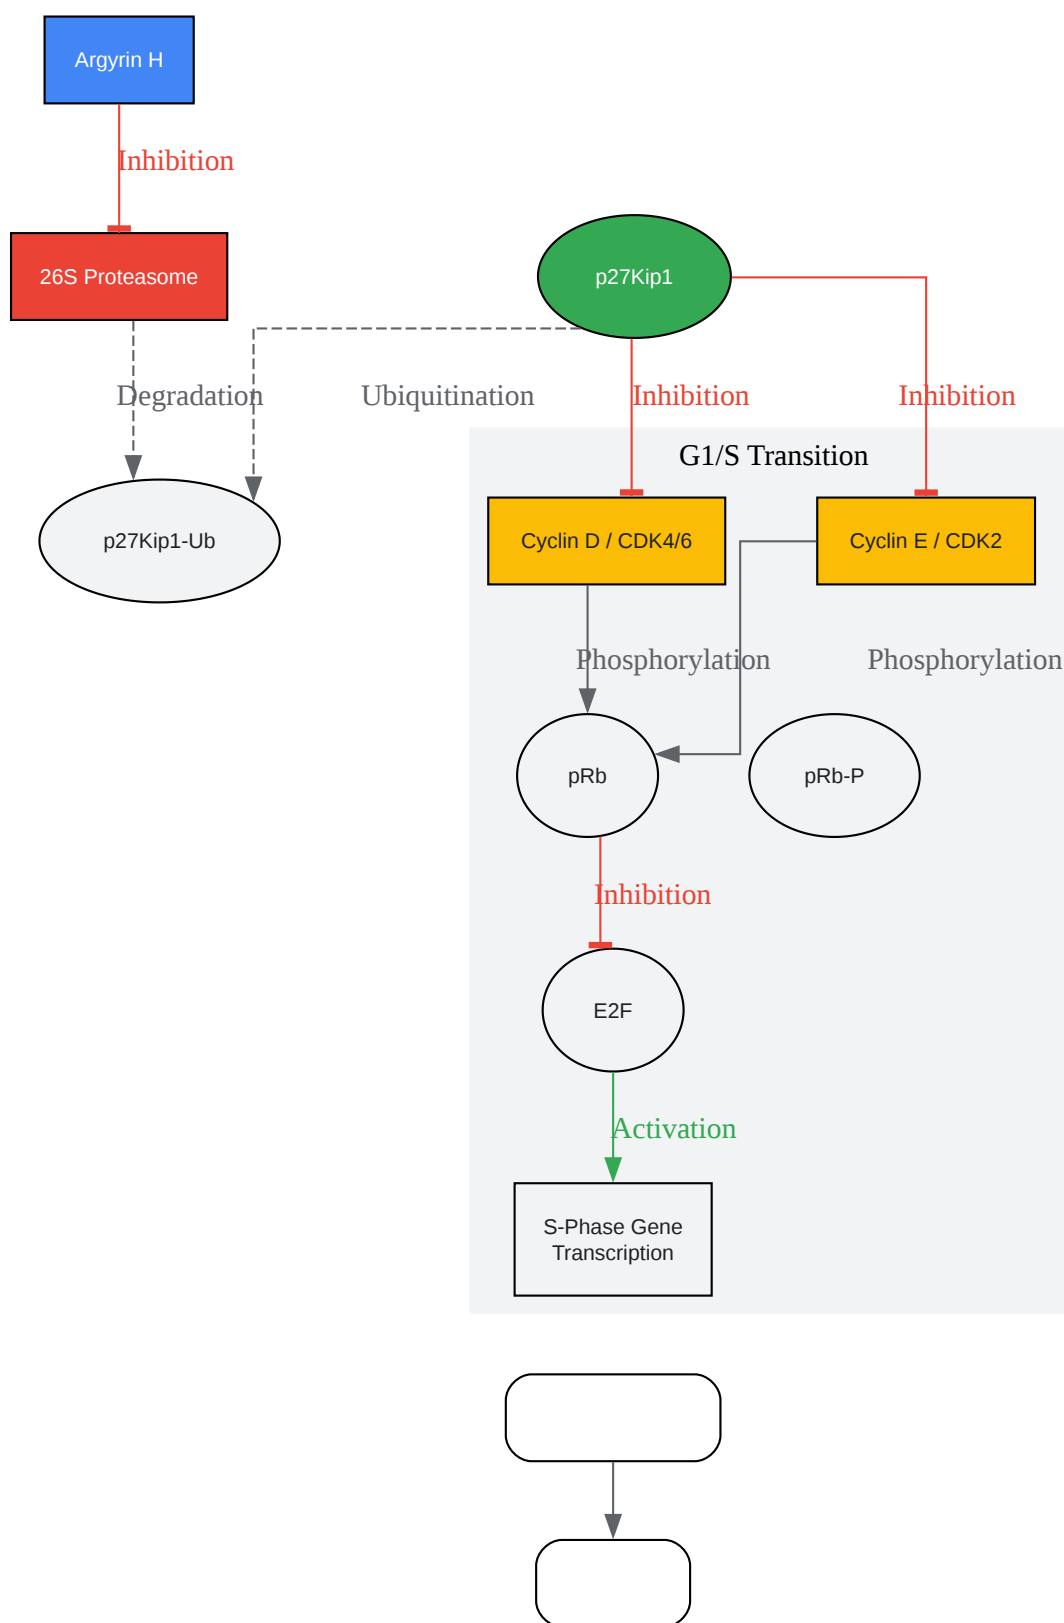 Argyrin H
Inhibition
26S Proteasome
p27Kip1
Degradation
Ubiquitination
Inhibition
Inhibition
G1/S Transition
p27Kip1-Ub
Cyclin D / CDK4/6
Cyclin E / CDK2
Phosphorylation
Phosphorylation
pRb
pRb-P
Inhibition
E2F
Activation
S-Phase Gene
Transcription